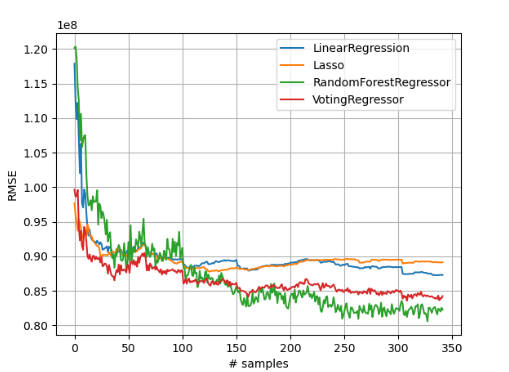 1e8
LinearRegression
Lasso
RandomForestRegressor
VotingRegressor
1.20
1.15
1.10
1.05
1.00
0.95
0.90
0.85
0.80
RMSE
0 50 100 150 200 250 300 350
# samples